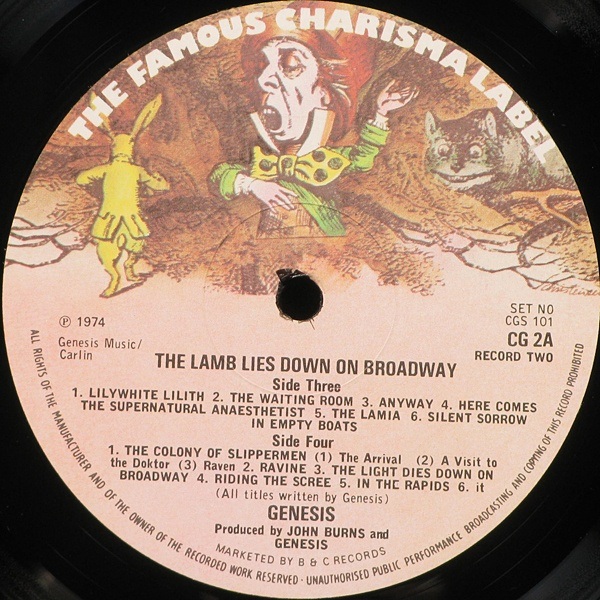 THE FAMOUS CHARISMA LABEL
℗ 1974
Genesis Music/
Carlin
SET NO
CGS 101
CG 2A
RECORD TWO
THE LAMB LIES DOWN ON BROADWAY
Side Three
1. LILYWHITE LILITH 2. THE WAITING ROOM 3. ANYWAY 4. HERE COMES
THE SUPERNATURAL ANAESTHETIST 5. THE LAMIA 6. SILENT SORROW
IN EMPTY BOATS
Side Four
1. THE COLONY OF SLIPPERMEN (1) The Arrival (2) A Visit to
the Doktor (3) Raven 2. RAVINE 3. THE LIGHT DIES DOWN ON
BROADWAY 4. RIDING THE SCREE 5. IN THE RAPIDS 6. it
(All titles written by Genesis)
GENESIS
Produced by JOHN BURNS and
GENESIS
MARKETED BY B & C RECORDS
ALL RIGHTS OF THE MANUFACTURER AND OF THE OWNER OF THE RECORDED WORK RESERVED · UNAUTHORISED PUBLIC PERFORMANCE BROADCASTING AND COPYING OF THIS RECORD PROHIBITED